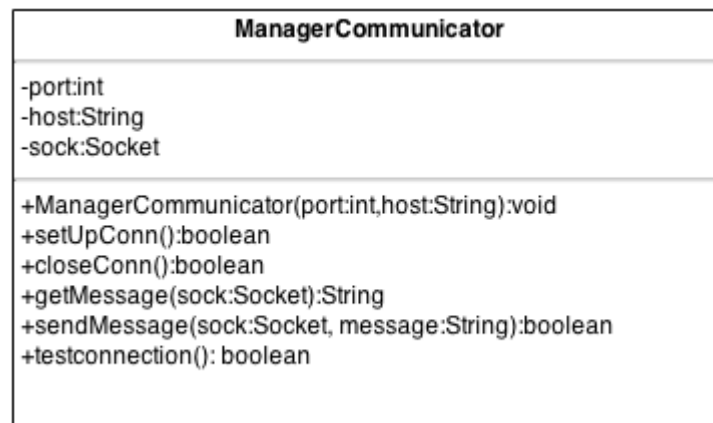 ManagerCommunicator
-port:int
-host:String
-sock:Socket
+ManagerCommunicator(port:int,host:String):void
+setUpConn():boolean
+closeConn():boolean
+getMessage(sock:Socket):String
+sendMessage(sock:Socket, message:String):boolean
+testconnection(): boolean